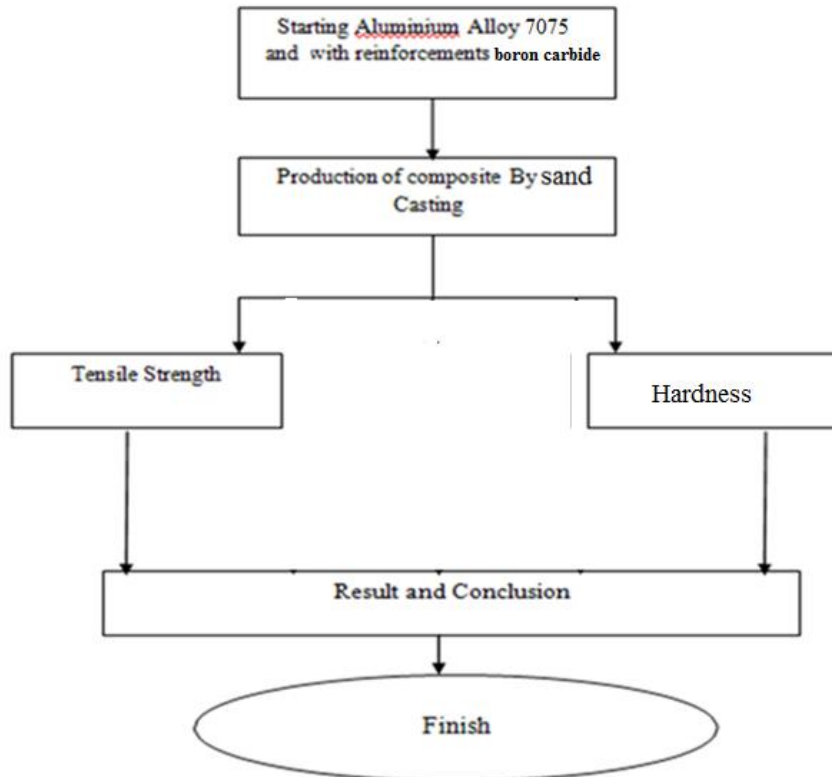 Starting Aluminium Alloy 7075
and with reinforcements boron carbide
Production of composite By sand
Casting
Tensile Strength
Hardness
Result and Conclusion
Finish